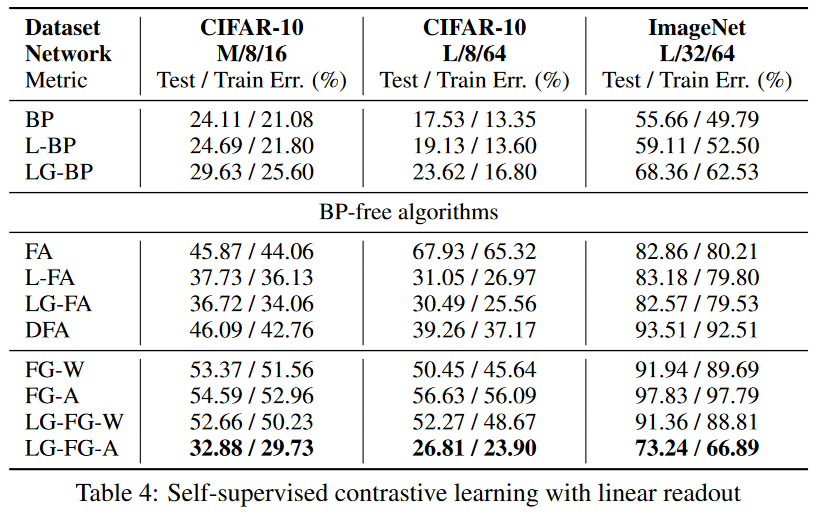 Dataset CIFAR-10 CIFAR-10 ImageNet
Network M/8/16 L/8/64 L/32/64
Metric Test / Train Err. (%) Test / Train Err. (%) Test / Train Err. (%)
BP 24.11 / 21.08 17.53 / 13.35 55.66 / 49.79
L-BP 24.69 / 21.80 19.13 / 13.60 59.11 / 52.50
LG-BP 29.63 / 25.60 23.62 / 16.80 68.36 / 62.53
BP-free algorithms
FA 45.87 / 44.06 67.93 / 65.32 82.86 / 80.21
L-FA 37.73 / 36.13 31.05 / 26.97 83.18 / 79.80
LG-FA 36.72 / 34.06 30.49 / 25.56 82.57 / 79.53
DFA 46.09 / 42.76 39.26 / 37.17 93.51 / 92.51
FG-W 53.37 / 51.56 50.45 / 45.64 91.94 / 89.69
FG-A 54.59 / 52.96 56.63 / 56.09 97.83 / 97.79
LG-FG-W 52.66 / 50.23 52.27 / 48.67 91.36 / 88.81
LG-FG-A 32.88 / 29.73 26.81 / 23.90 73.24 / 66.89
Table 4: Self-supervised contrastive learning with linear readout